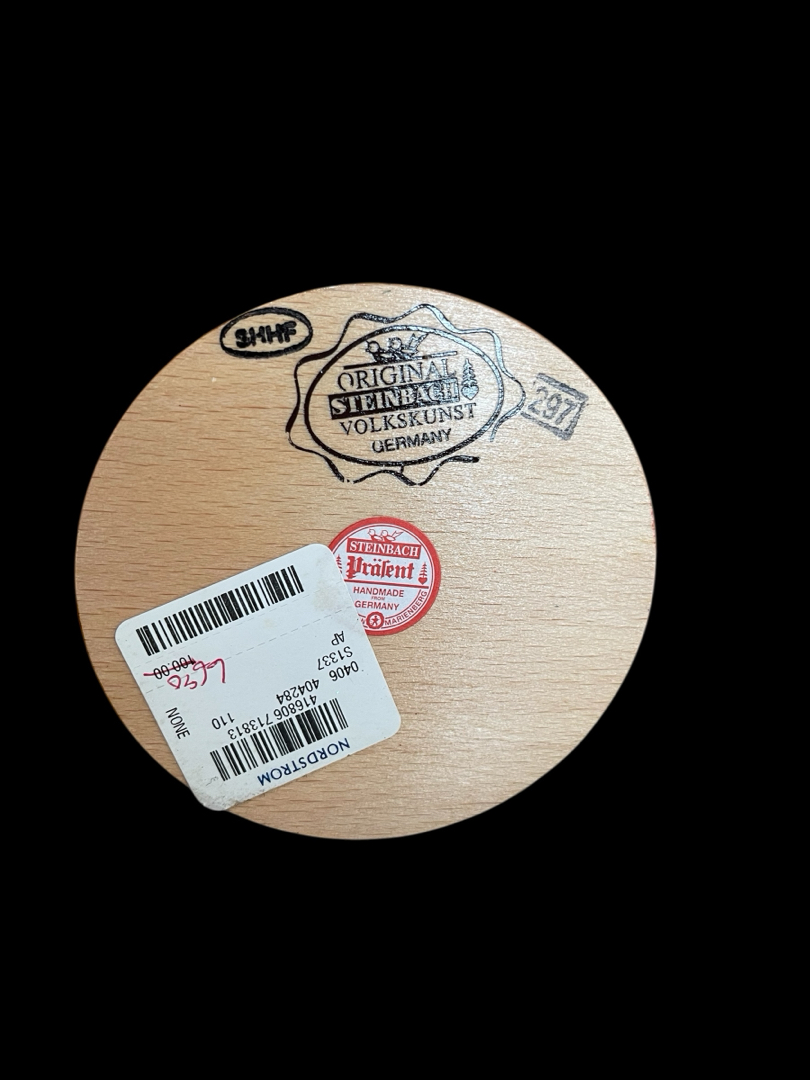 SHHF
ORIGINAL
STEINBACH
VOLKSKUNST
GERMANY
297
STEINBACH
Präsent
HANDMADE
FROM
GERMANY
MARIENBERG
NORDSTROM
416806 713813
110
0406 404284
S1337
AP
NONE
100.00